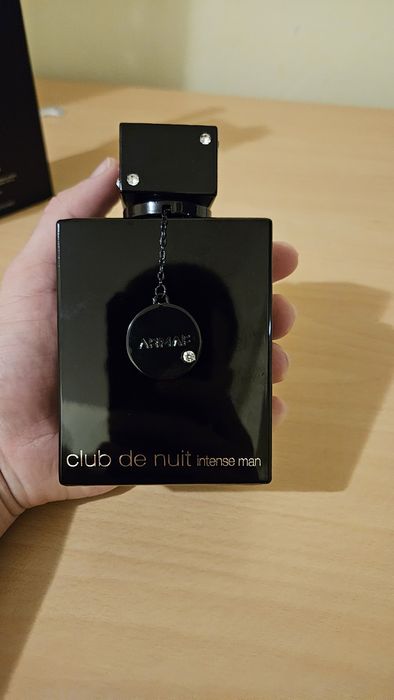 ARMAF
club de nuit intense man